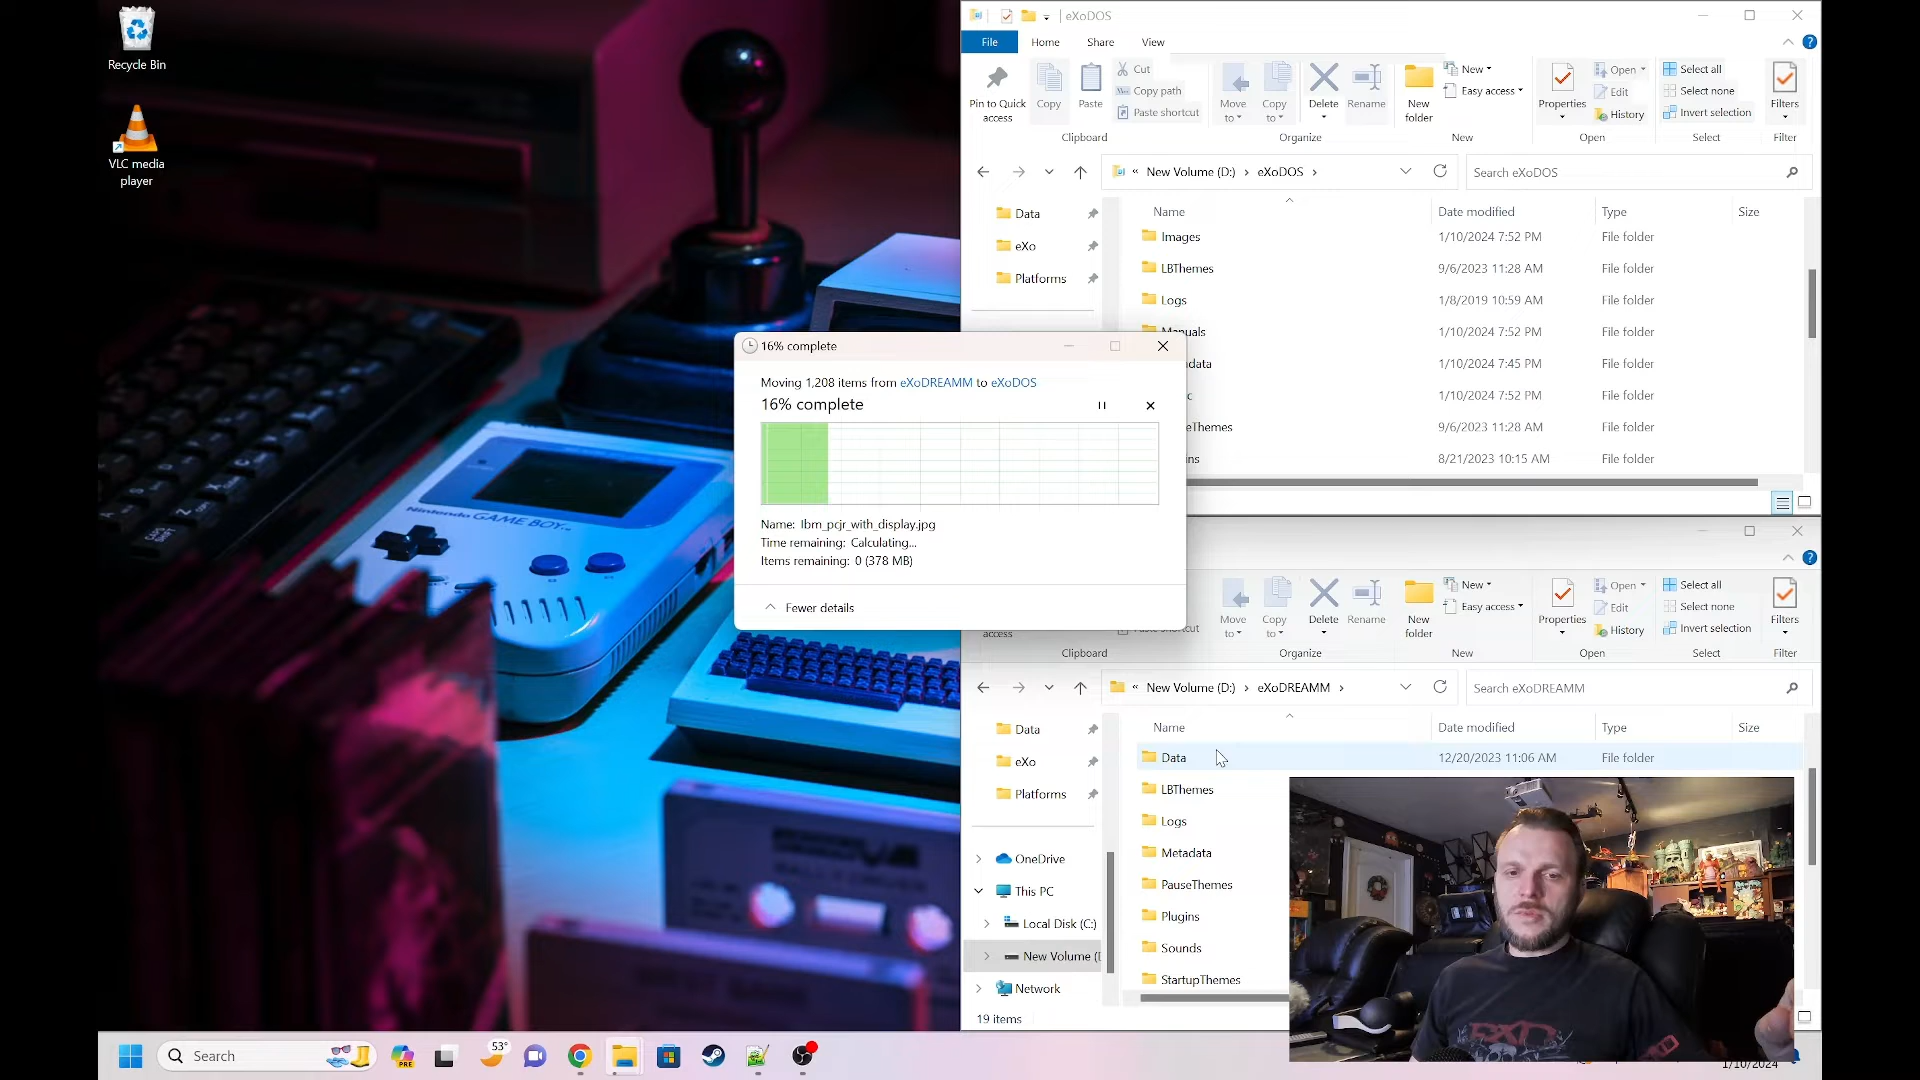 Recycle Bin
VLC media
player
Nintendo GAME BOY
eXoDOS
File
Home
Share
View
Pin to Quick
access
Copy
Paste
Cut
Copy path
Paste shortcut
Clipboard
Move
to
Copy
to
Delete
Rename
Organize
New
folder
New
Easy access
New
Properties
Open
Edit
History
Open
Select all
Select none
Invert selection
Select
Filters
Filter
« New Volume (D:) › eXoDOS ›
Search eXoDOS
Data
eXo
Platforms
Name
Date modified
Type
Size
Images
1/10/2024 7:52 PM
File folder
LBThemes
9/6/2023 11:28 AM
File folder
Logs
1/8/2019 10:59 AM
File folder
Manuals
1/10/2024 7:52 PM
File folder
data
1/10/2024 7:45 PM
File folder
c
1/10/2024 7:52 PM
File folder
eThemes
9/6/2023 11:28 AM
File folder
ins
8/21/2023 10:15 AM
File folder
16% complete
Moving 1,208 items from eXoDREAMM to eXoDOS
16% complete
Name: Ibm_pcjr_with_display.jpg
Time remaining: Calculating...
Items remaining: 0 (378 MB)
Fewer details
access
Clipboard
Move
to
Copy
to
Delete
Rename
Organize
New
folder
New
Easy access
New
Properties
Open
Edit
History
Open
Select all
Select none
Invert selection
Select
Filters
Filter
« New Volume (D:) › eXoDREAMM ›
Search eXoDREAMM
Data
eXo
Platforms
OneDrive
This PC
Local Disk (C:)
New Volume (
Network
Name
Date modified
Type
Size
Data
12/20/2023 11:06 AM
File folder
LBThemes
Logs
Metadata
PauseThemes
Plugins
Sounds
StartupThemes
19 items
Search
PRE
53°
1/10/2024